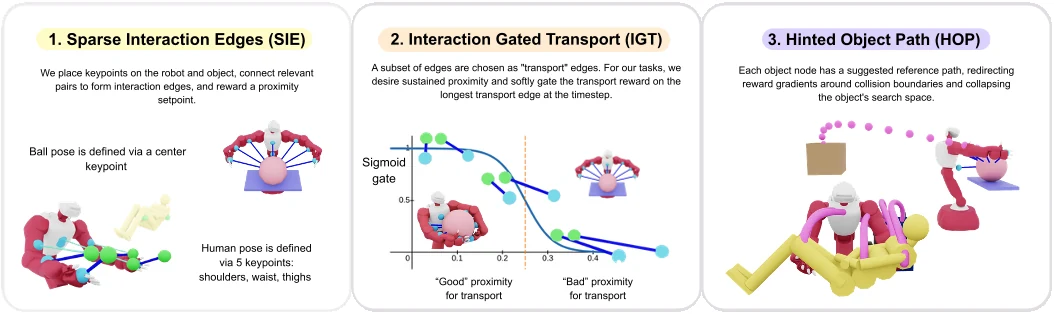 1. Sparse Interaction Edges (SIE)
We place keypoints on the robot and object, connect relevant
pairs to form interaction edges, and reward a proximity
setpoint.
Ball pose is defined via a center
keypoint
Human pose is defined
via 5 keypoints:
shoulders, waist, thighs
2. Interaction Gated Transport (IGT)
A subset of edges are chosen as "transport" edges. For our tasks, we
desire sustained proximity and softly gate the transport reward on the
longest transport edge at the timestep.
Sigmoid
gate
1
0.5
0
0.1
0.2
0.3
0.4
“Good” proximity
for transport
“Bad” proximity
for transport
3. Hinted Object Path (HOP)
Each object node has a suggested reference path, redirecting
reward gradients around collision boundaries and collapsing
the object's search space.